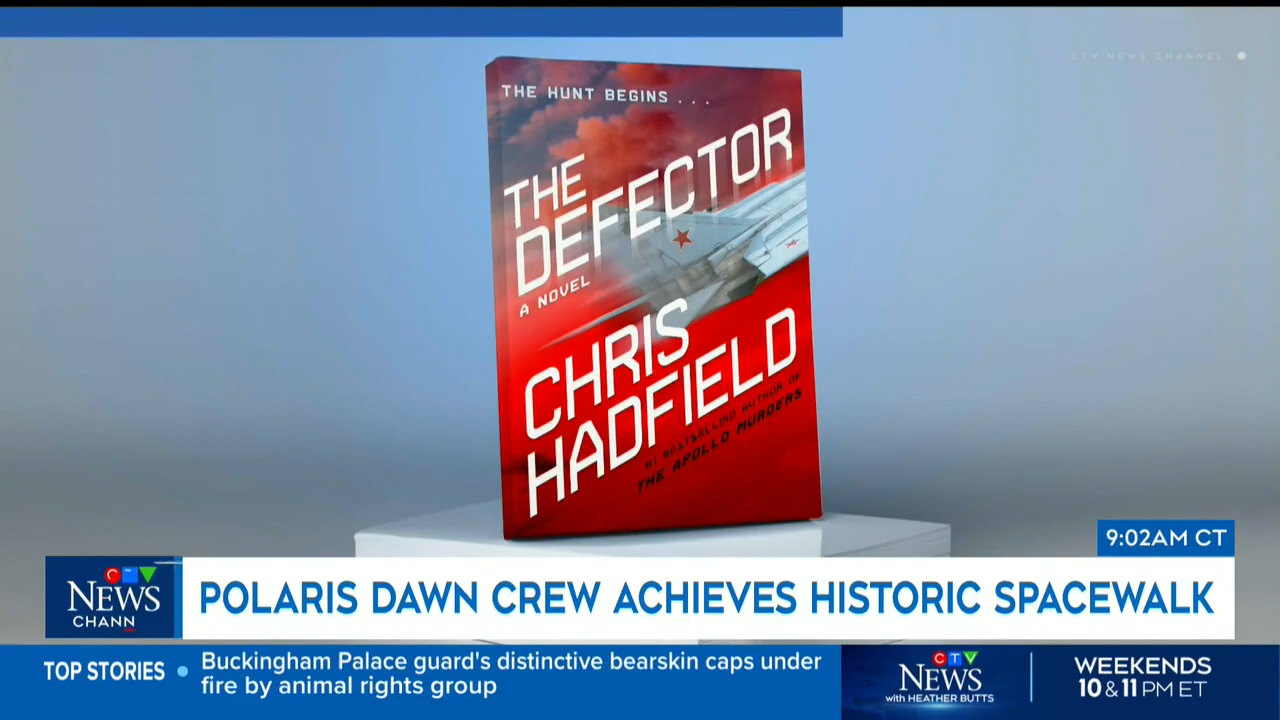 CTV NEWS CHANNEL
THE HUNT BEGINS . . .
THE
DEFECTOR
A NOVEL
CHRIS
HADFIELD
#1 BESTSELLING AUTHOR OF
THE APOLLO MURDERS
9:02AM CT
CTV
NEWS
CHANN
POLARIS DAWN CREW ACHIEVES HISTORIC SPACEWALK
TOP STORIES • Buckingham Palace guard's distinctive bearskin caps under
fire by animal rights group
CTV
NEWS
with HEATHER BUTTS
WEEKENDS
10 & 11 PM ET